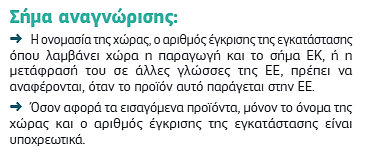 Σήμα αναγνώρισης:
➜ Η ονομασία της χώρας, ο αριθμός έγκρισης της εγκατάστασης
όπου λαμβάνει χώρα η παραγωγή και το σήμα ΕΚ, ή η
μετάφρασή του σε άλλες γλώσσες της ΕΕ, πρέπει να
αναφέρονται, όταν το προϊόν αυτό παράγεται στην ΕΕ.
➜ Όσον αφορά τα εισαγόμενα προϊόντα, μόνον το όνομα της
χώρας και ο αριθμός έγκρισης της εγκατάστασης είναι
υποχρεωτικά.